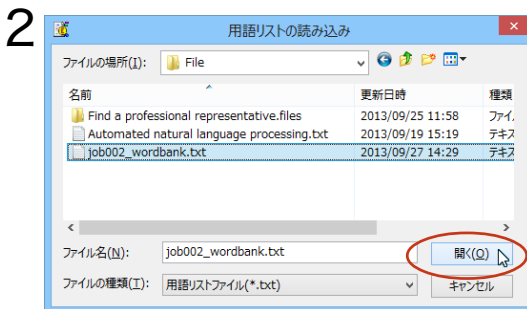 2
用語リストの読み込み
ファイルの場所(I): File
名前 更新日時 種類
Find a professional representative.files 2013/09/25 11:58 ファイ
Automated natural language processing.txt 2013/09/19 15:19 テキス
job002_wordbank.txt 2013/09/27 14:29 テキス
ファイル名(N): job002_wordbank.txt 開く(O)
ファイルの種類(T): 用語リストファイル(*.txt) キャンセル